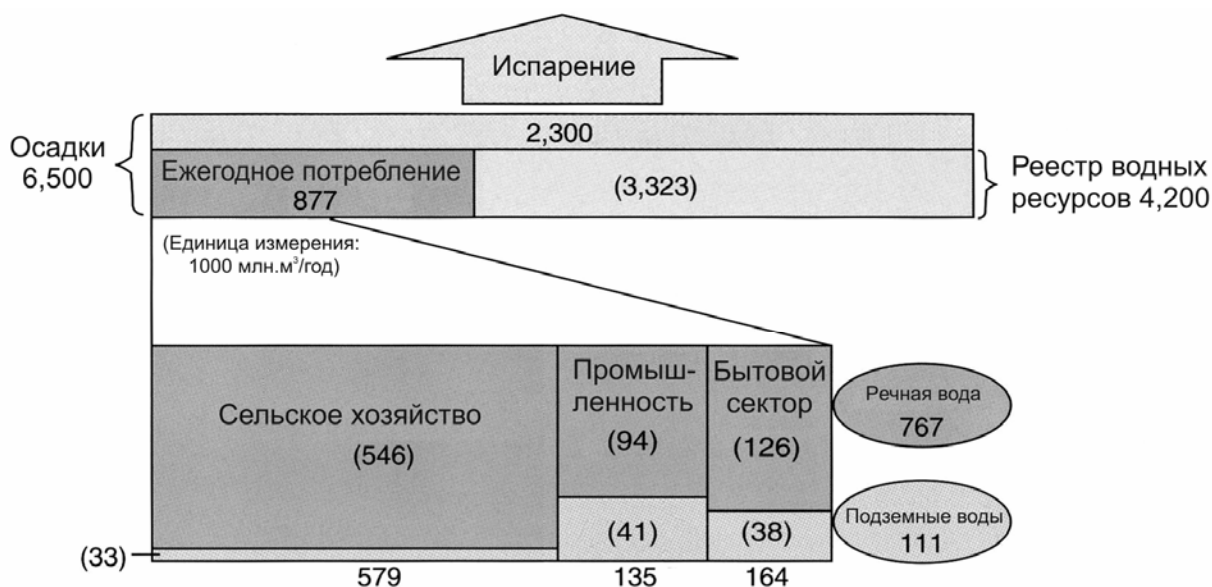 Испарение
Осадки
6,500
2,300
Ежегодное потребление
877
(3,323)
Реестр водных
ресурсов 4,200
(Единица измерения:
1000 млн.м³/год)
Сельское хозяйство
(546)
Промыш-
ленность
(94)
Бытовой
сектор
(126)
Речная вода
767
(33)
(41)
(38)
Подземные воды
111
579
135
164